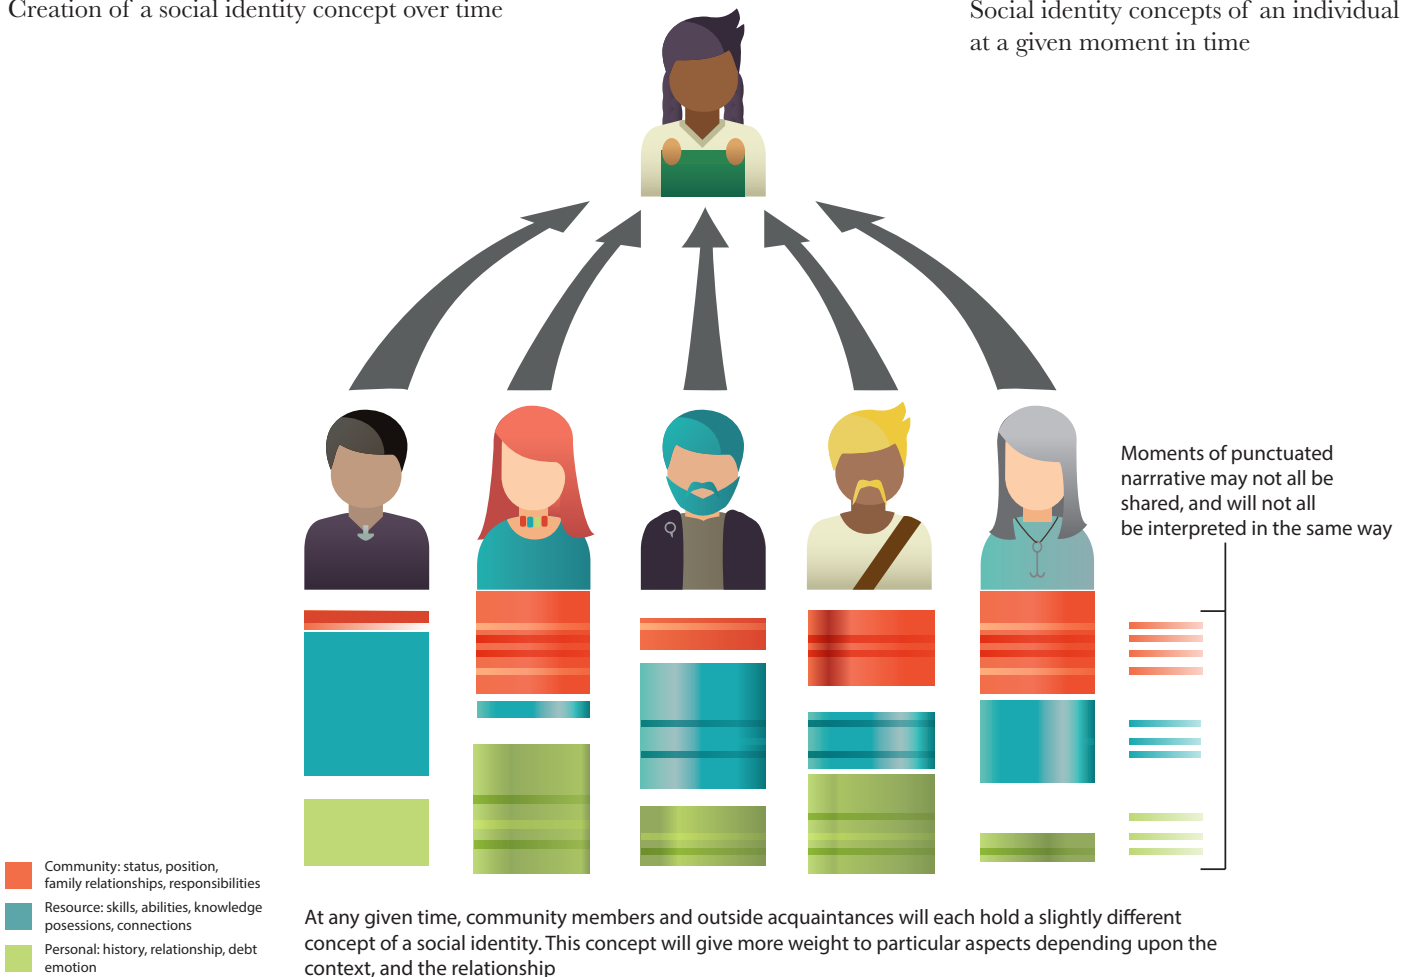 Creation of a social identity concept over time
Social identity concepts of an individual
at a given moment in time
Moments of punctuated
narrrative may not all be
shared, and will not all
be interpreted in the same way
Community: status, position,
family relationships, responsibilities
Resource: skills, abilities, knowledge
posessions, connections
Personal: history, relationship, debt
emotion
At any given time, community members and outside acquaintances will each hold a slightly different
concept of a social identity. This concept will give more weight to particular aspects depending upon the
context, and the relationship